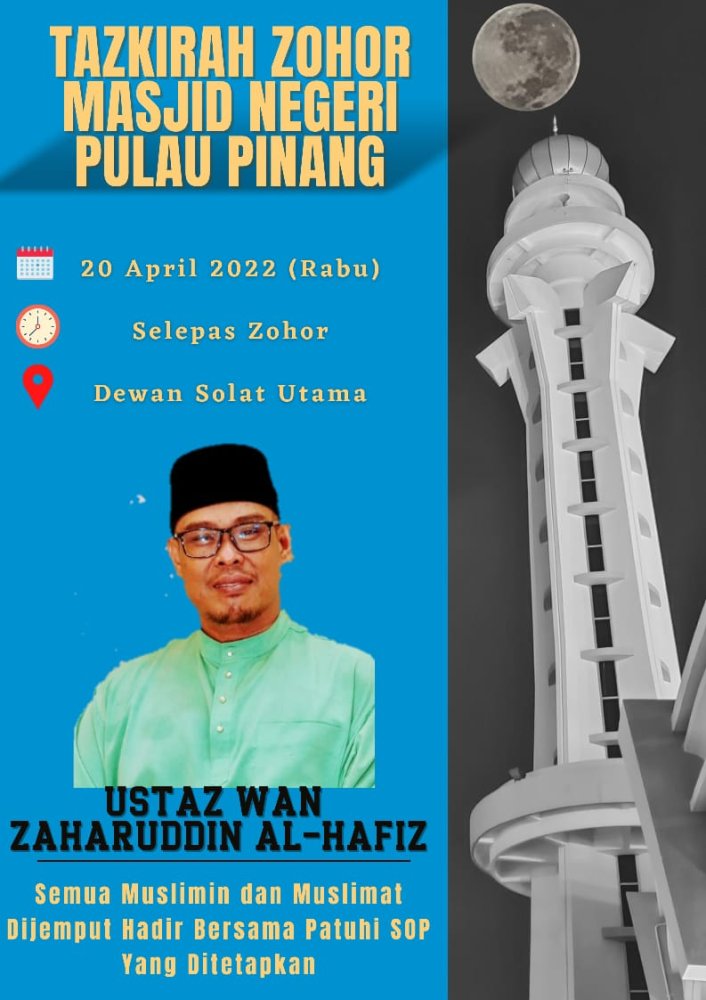 TAZKIRAH ZOHOR
MASJID NEGERI
PULAU PINANG
20 April 2022 (Rabu)
Selepas Zohor
Dewan Solat Utama
USTAZ WAN
ZAHARUDDIN AL-HAFIZ
Semua Muslimin dan Muslimat
Dijemput Hadir Bersama Patuhi SOP
Yang Ditetapkan